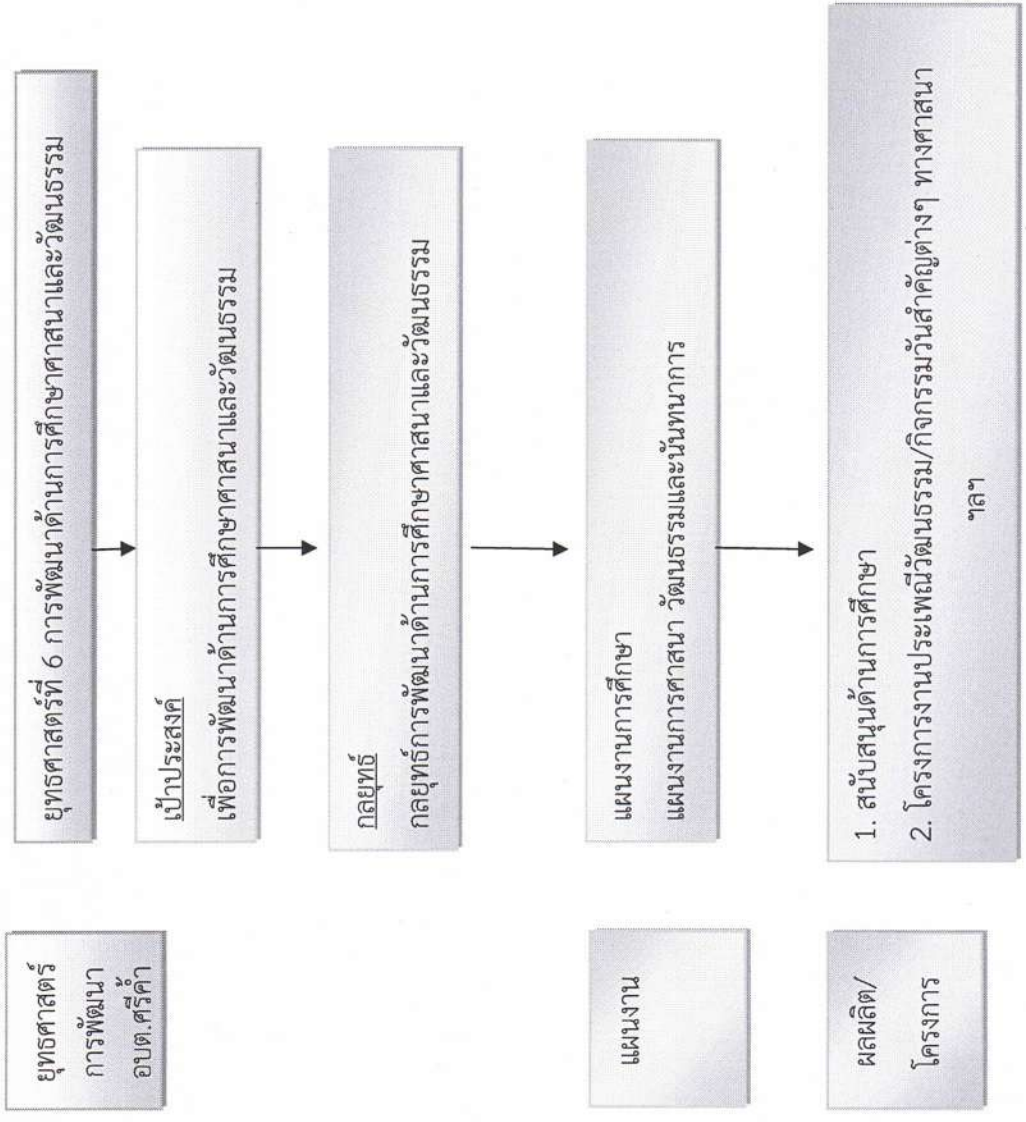 ยุทธศาสตร์
การพัฒนา
อบต.ศรีค้ำ
ยุทธศาสตร์ที่ 6 การพัฒนาด้านการศึกษาศาสนาและวัฒนธรรม
เป้าประสงค์
เพื่อการพัฒนาด้านการศึกษาศาสนาและวัฒนธรรม
กลยุทธ์
กลยุทธ์การพัฒนาด้านการศึกษาศาสนาและวัฒนธรรม
แผนงาน
แผนงานการศึกษา
แผนงานการศาสนา วัฒนธรรมและนันทนาการ
ผลผลิต/
โครงการ
1. สนับสนุนด้านการศึกษา
2. โครงการงานประเพณีวัฒนธรรม/กิจกรรมวันสำคัญต่างๆ ทางศาสนา
ฯลฯ